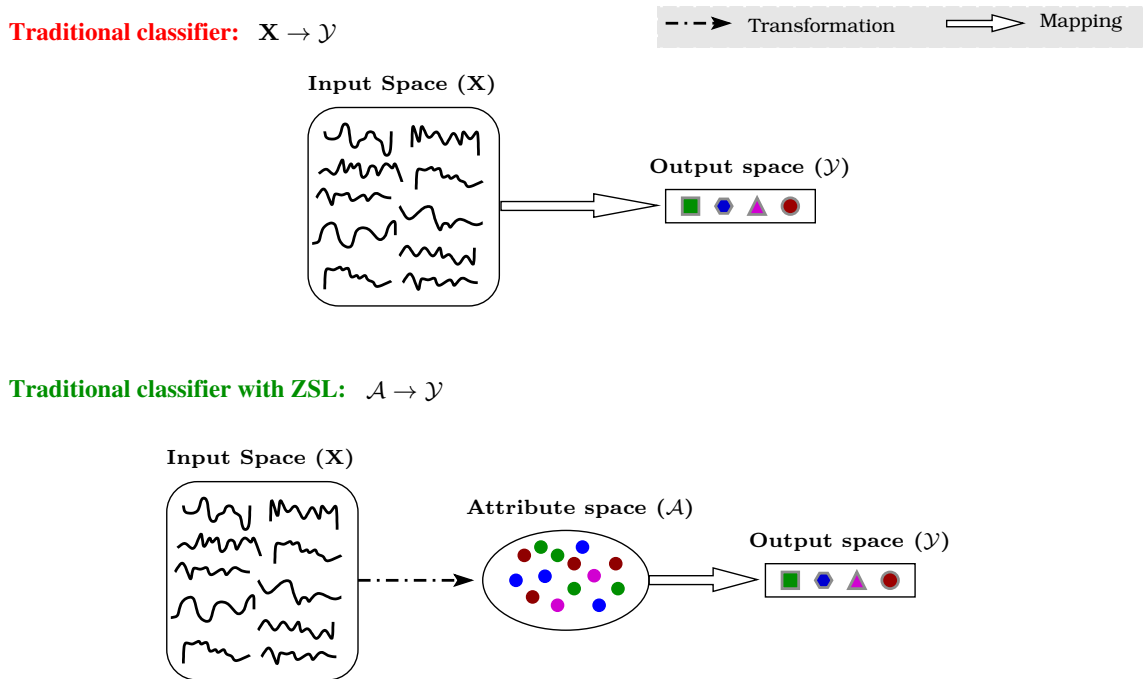 Traditional classifier: X → 𝒴
Transformation
Mapping
Input Space (X)
Output space (𝒴)
Traditional classifier with ZSL: 𝒜 → 𝒴
Input Space (X)
Attribute space (𝒜)
Output space (𝒴)